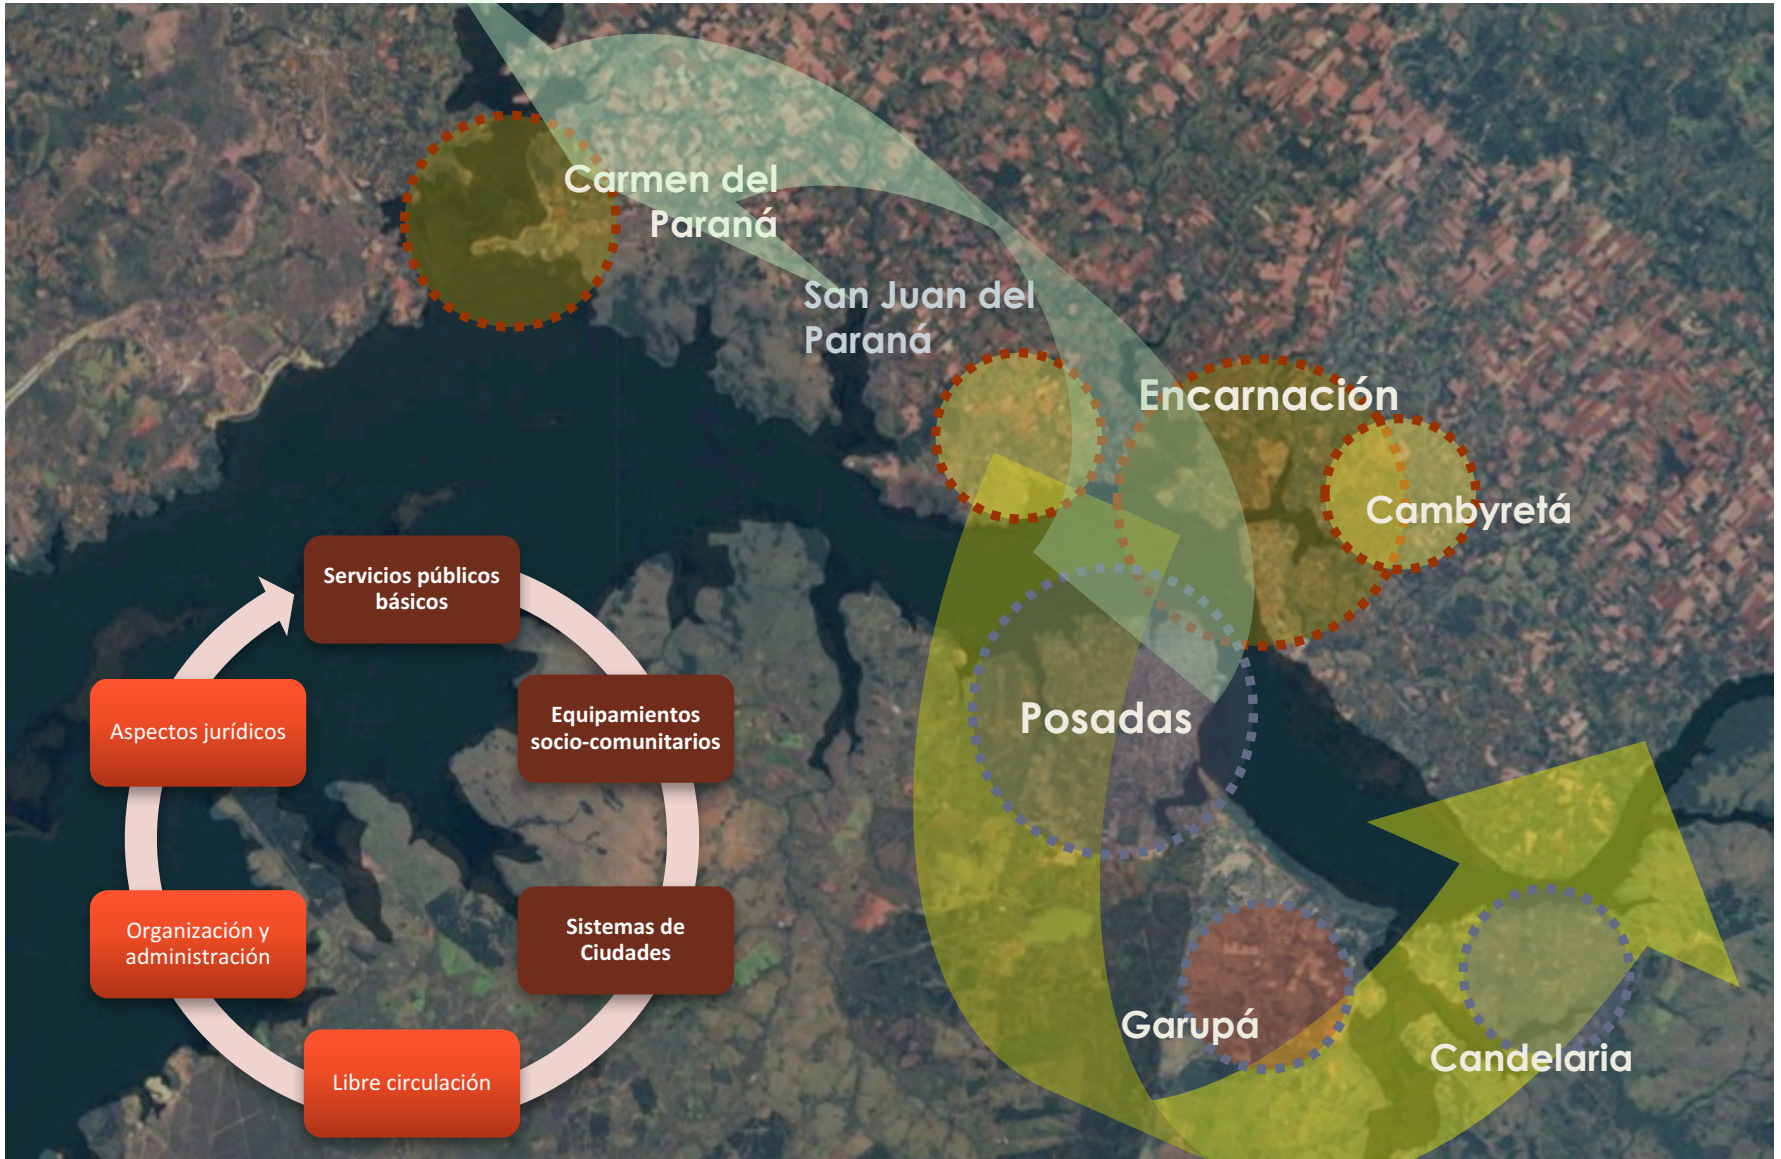 Carmen del
Paraná
San Juan del
Paraná
Encarnación
Cambyretá
Posadas
Garupá
Candelaria
Servicios públicos
básicos
Equipamientos
socio-comunitarios
Sistemas de
Ciudades
Libre circulación
Organización y
administración
Aspectos jurídicos